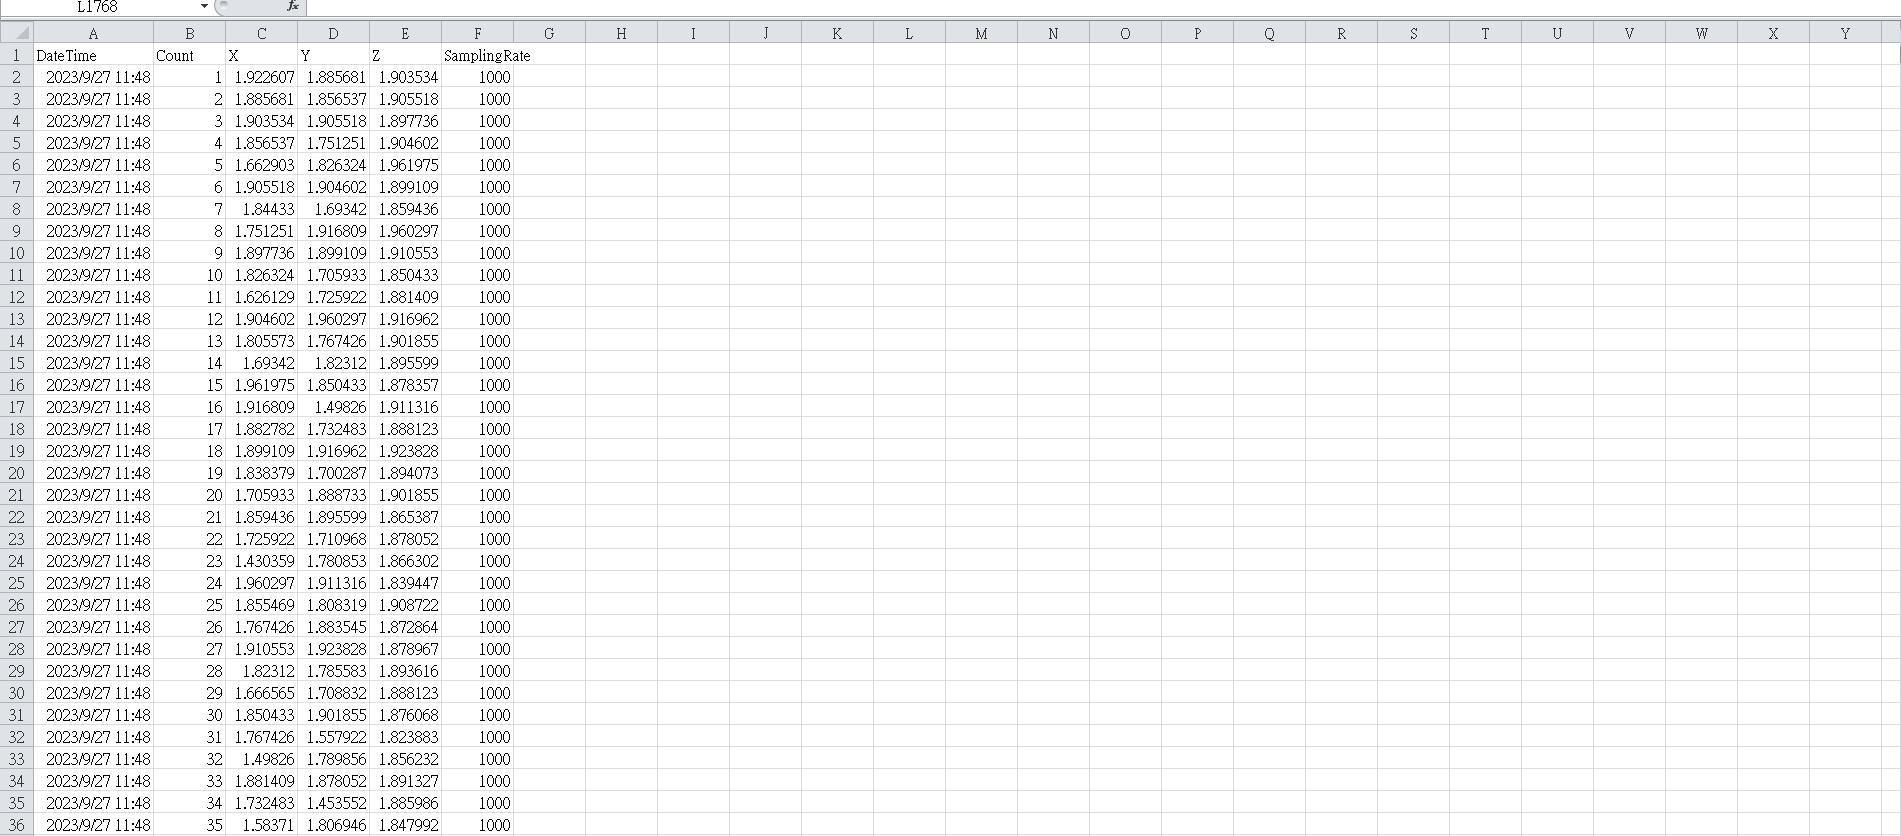 L1768 fx
A B C D E F G H I J K L M N O P Q R S T U V W X Y
1 DateTime Count X Y Z SamplingRate
2 2023/9/27 11:48 1 1.922607 1.885681 1.903534 1000
3 2023/9/27 11:48 2 1.885681 1.856537 1.905518 1000
4 2023/9/27 11:48 3 1.903534 1.905518 1.897736 1000
5 2023/9/27 11:48 4 1.856537 1.751251 1.904602 1000
6 2023/9/27 11:48 5 1.662903 1.826324 1.961975 1000
7 2023/9/27 11:48 6 1.905518 1.904602 1.899109 1000
8 2023/9/27 11:48 7 1.84433 1.69342 1.859436 1000
9 2023/9/27 11:48 8 1.751251 1.916809 1.960297 1000
10 2023/9/27 11:48 9 1.897736 1.899109 1.910553 1000
11 2023/9/27 11:48 10 1.826324 1.705933 1.850433 1000
12 2023/9/27 11:48 11 1.626129 1.725922 1.881409 1000
13 2023/9/27 11:48 12 1.904602 1.960297 1.916962 1000
14 2023/9/27 11:48 13 1.805573 1.767426 1.901855 1000
15 2023/9/27 11:48 14 1.69342 1.82312 1.895599 1000
16 2023/9/27 11:48 15 1.961975 1.850433 1.878357 1000
17 2023/9/27 11:48 16 1.916809 1.49826 1.911316 1000
18 2023/9/27 11:48 17 1.882782 1.732483 1.888123 1000
19 2023/9/27 11:48 18 1.899109 1.916962 1.923828 1000
20 2023/9/27 11:48 19 1.838379 1.700287 1.894073 1000
21 2023/9/27 11:48 20 1.705933 1.888733 1.901855 1000
22 2023/9/27 11:48 21 1.859436 1.895599 1.865387 1000
23 2023/9/27 11:48 22 1.725922 1.710968 1.878052 1000
24 2023/9/27 11:48 23 1.430359 1.780853 1.866302 1000
25 2023/9/27 11:48 24 1.960297 1.911316 1.839447 1000
26 2023/9/27 11:48 25 1.855469 1.808319 1.908722 1000
27 2023/9/27 11:48 26 1.767426 1.883545 1.872864 1000
28 2023/9/27 11:48 27 1.910553 1.923828 1.878967 1000
29 2023/9/27 11:48 28 1.82312 1.785583 1.893616 1000
30 2023/9/27 11:48 29 1.666565 1.708832 1.888123 1000
31 2023/9/27 11:48 30 1.850433 1.901855 1.876068 1000
32 2023/9/27 11:48 31 1.767426 1.557922 1.823883 1000
33 2023/9/27 11:48 32 1.49826 1.789856 1.856232 1000
34 2023/9/27 11:48 33 1.881409 1.878052 1.891327 1000
35 2023/9/27 11:48 34 1.732483 1.453552 1.885986 1000
36 2023/9/27 11:48 35 1.58371 1.806946 1.847992 1000